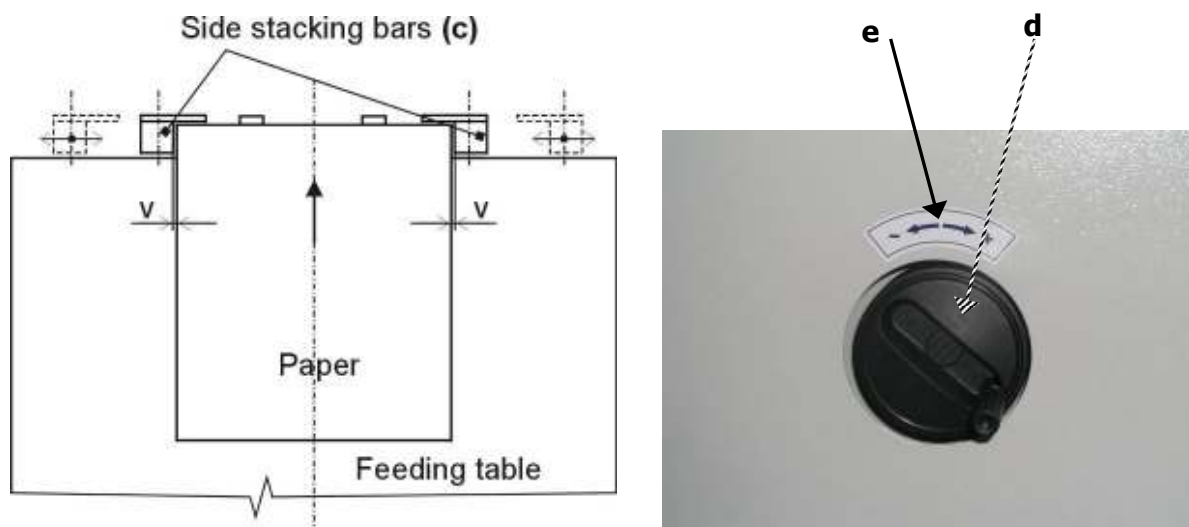 Side stacking bars (c)
v
v
Paper
Feeding table
e
d
- +